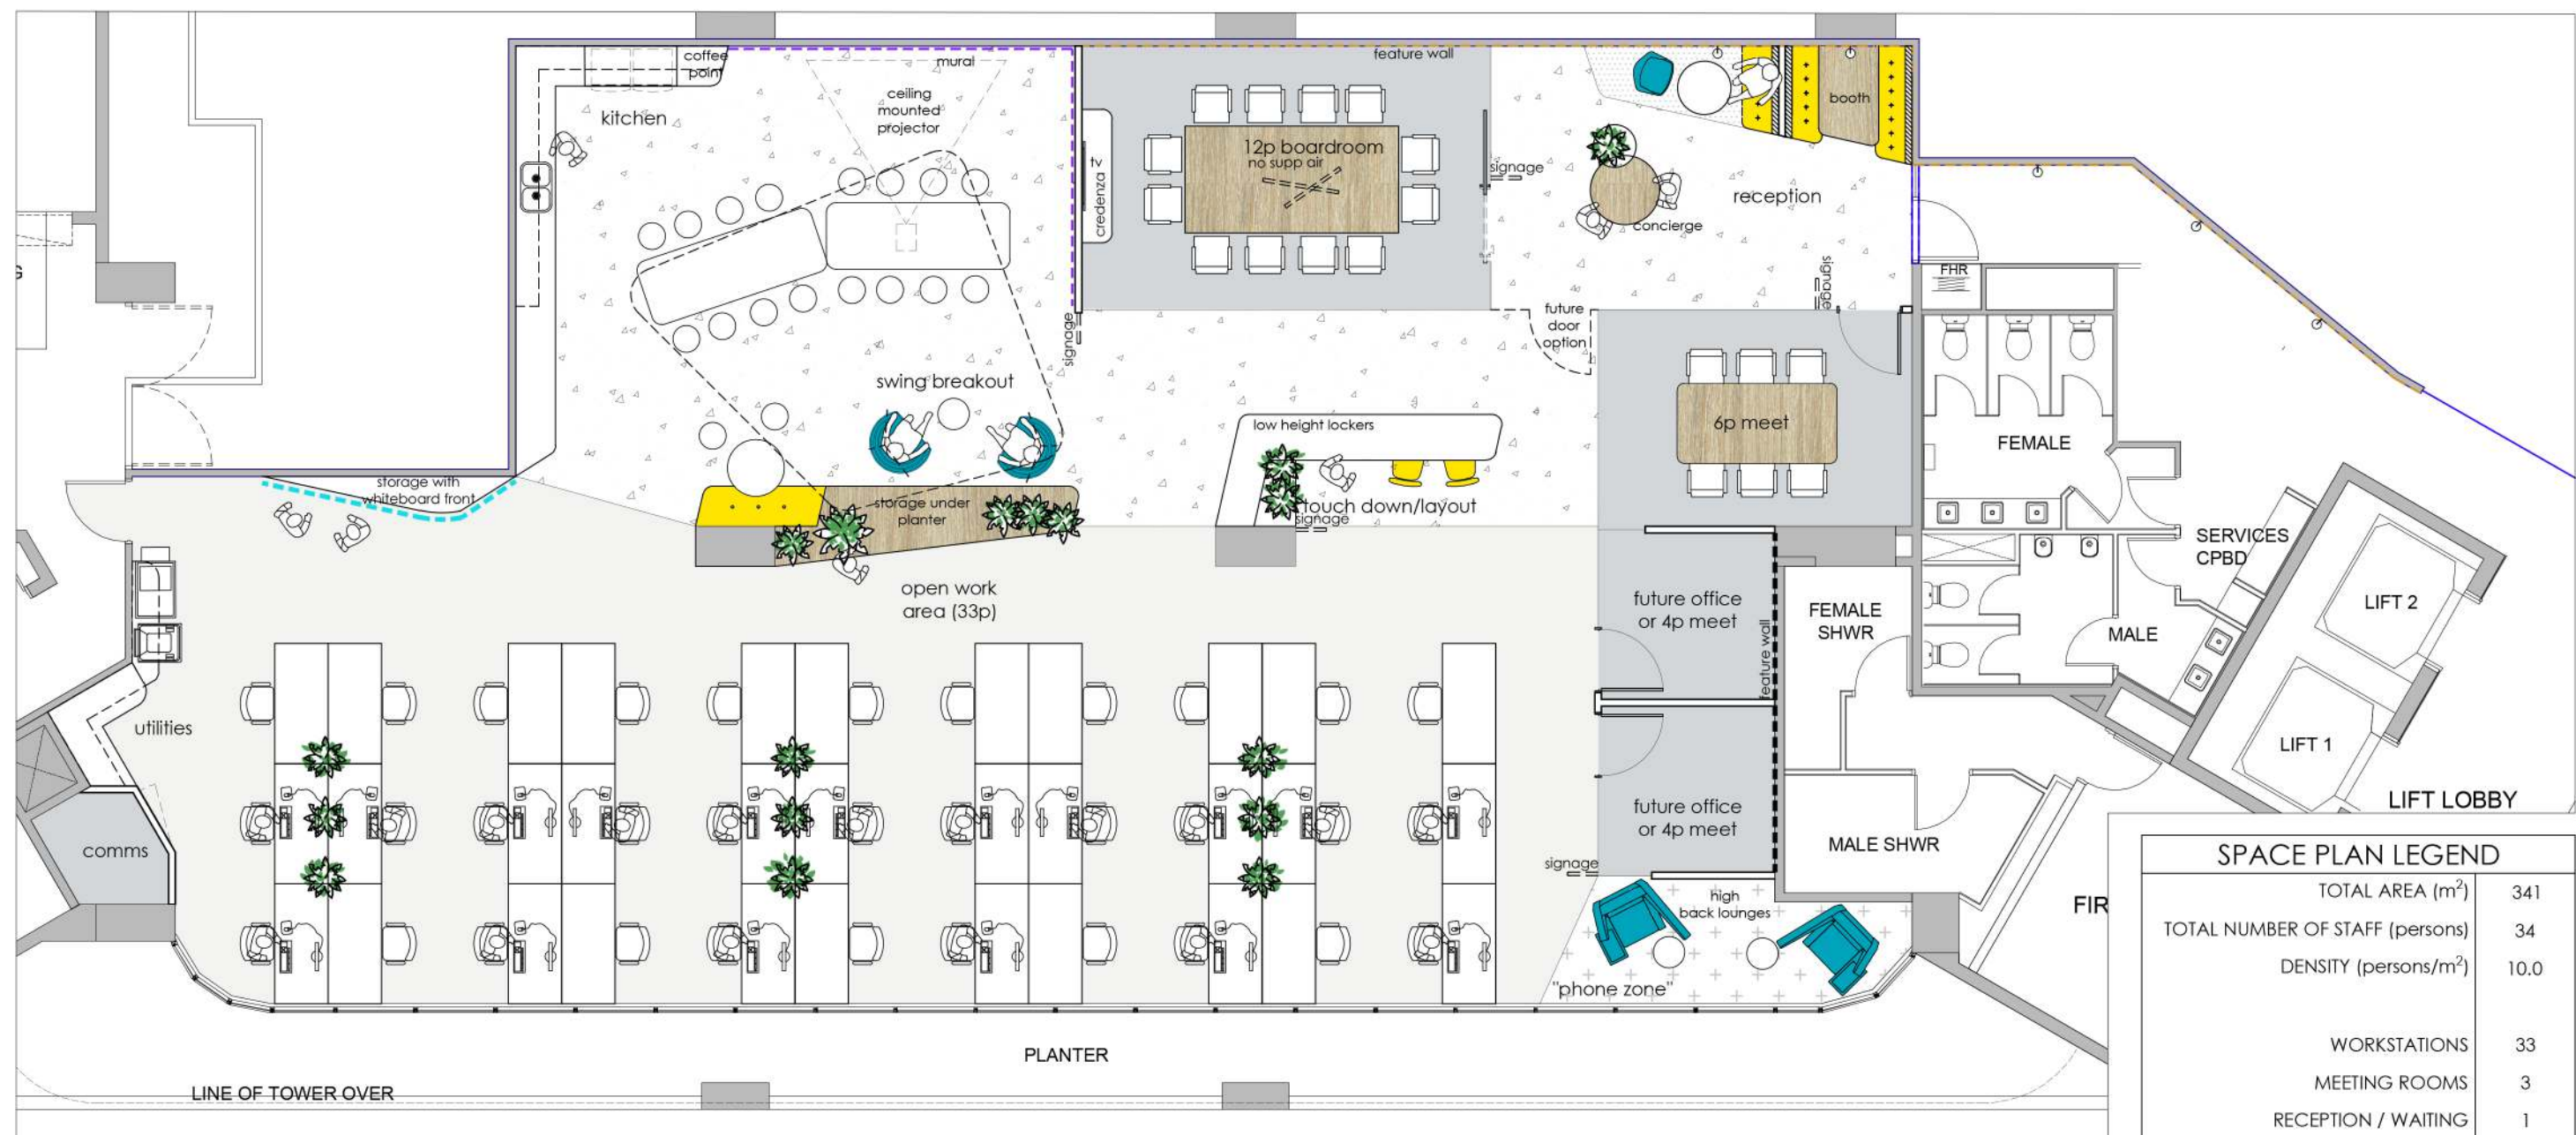 coffee
point
mural
feature wall
kitchen
ceiling
mounted
projector
booth
12p boardroom
no supp air
tv
credenza
signage
reception
concierge
signage
FHR
signage
future
door
option
swing breakout
low height lockers
6p meet
FEMALE
storage with
whiteboard front
storage under
planter
touch down/layout
signage
SERVICES
CPBD
open work
area (33p)
future office
or 4p meet
feature wall
FEMALE
SHWR
MALE
LIFT 2
utilities
LIFT 1
LIFT LOBBY
comms
future office
or 4p meet
MALE SHWR
signage
high
back lounges
"phone zone"
FIR
PLANTER
LINE OF TOWER OVER
SPACE PLAN LEGEND
TOTAL AREA (m²) 341
TOTAL NUMBER OF STAFF (persons) 34
DENSITY (persons/m²) 10.0
WORKSTATIONS 33
MEETING ROOMS 3
RECEPTION / WAITING 1